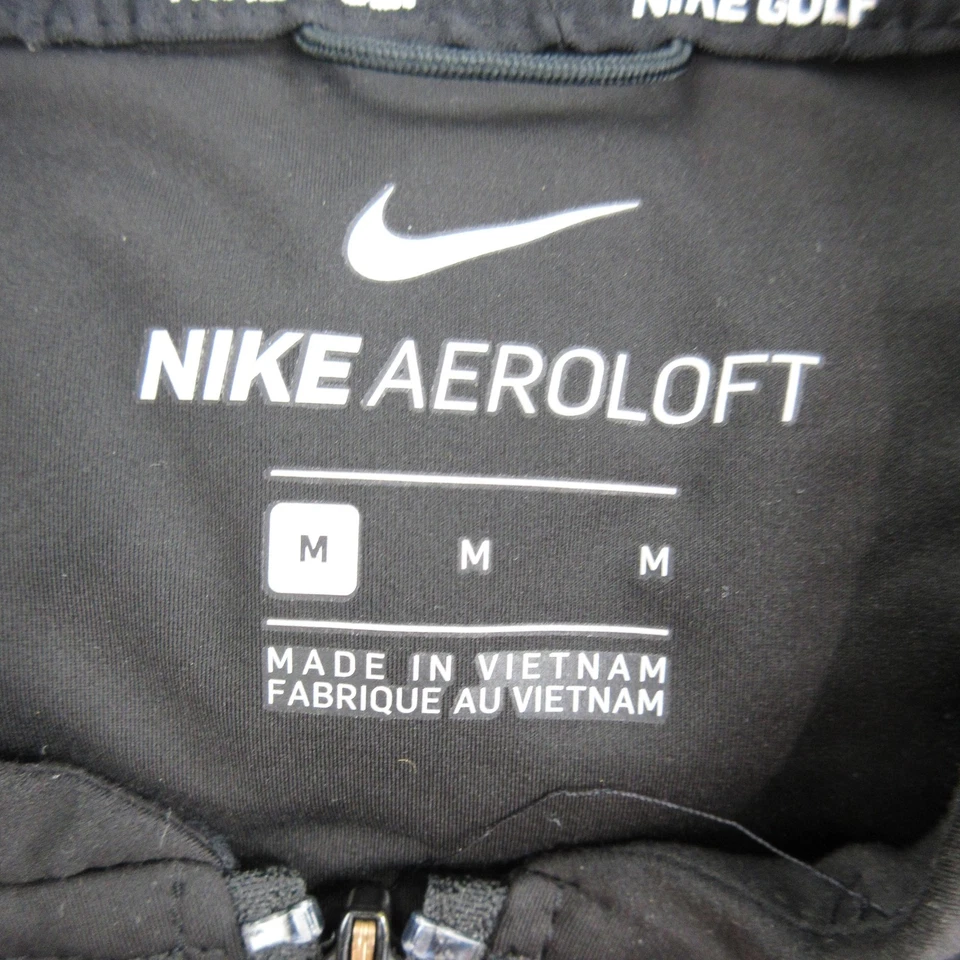 NIKE GOLF
NIKE AEROLOFT
M M M
MADE IN VIETNAM
FABRIQUE AU VIETNAM